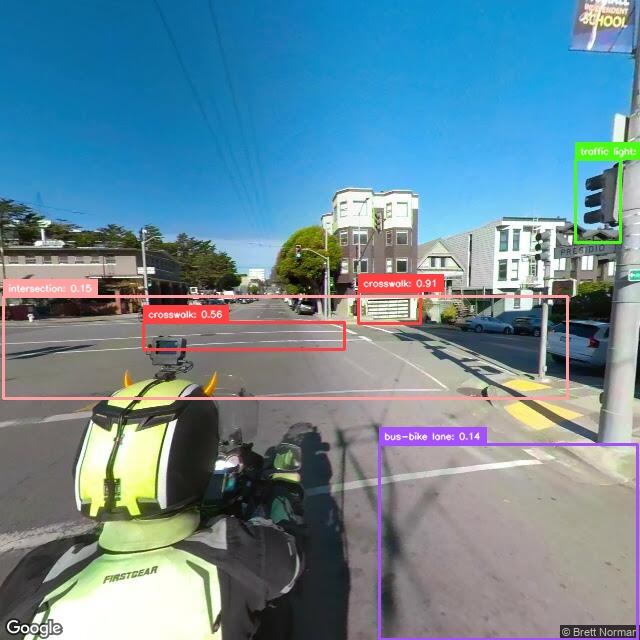 INDEPENDENT
SCHOOL
traffic light:
PRESIDIO
crosswalk: 0.91
intersection: 0.15
crosswalk: 0.56
bus-bike lane: 0.14
FIRSTGEAR
Google
© Brett Normar